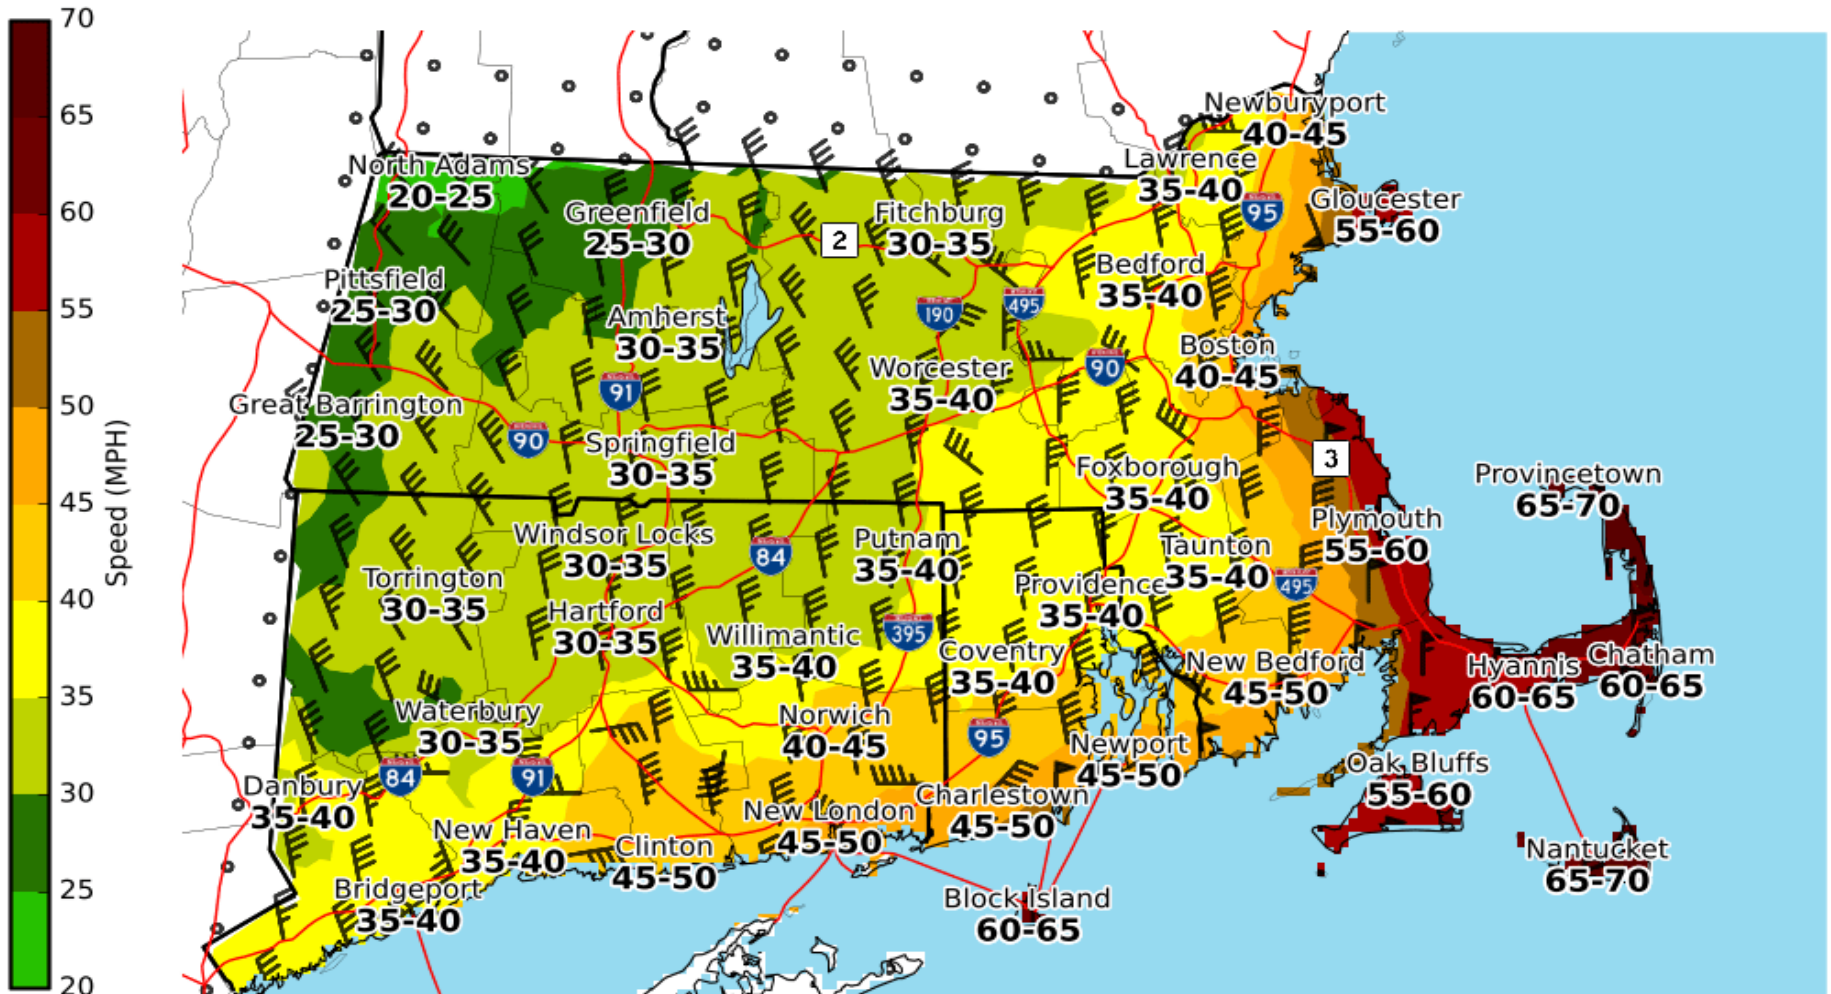 70
65
60
55
50
45
40
35
30
25
20
Speed (MPH)
Newburyport
40-45
North Adams
20-25
Lawrence
35-40
Greenfield
25-30
Fitchburg
30-35
Gloucester
55-60
95
2
Pittsfield
25-30
Bedford
35-40
190
495
Amherst
30-35
Boston
40-45
Worcester
35-40
90
91
Great Barrington
25-30
90
Springfield
30-35
3
Foxborough
35-40
Provincetown
65-70
Windsor Locks
30-35
84
Putnam
35-40
Taunton
35-40
Plymouth
55-60
Torrington
30-35
Providence
35-40
495
Hartford
30-35
395
Willimantic
35-40
Coventry
35-40
New Bedford
45-50
Hyannis
60-65
Chatham
60-65
Waterbury
30-35
Norwich
40-45
95
Newport
45-50
84
91
Oak Bluffs
55-60
Danbury
35-40
Charlestown
45-50
New London
45-50
New Haven
35-40
Clinton
45-50
Nantucket
65-70
Bridgeport
35-40
Block Island
60-65